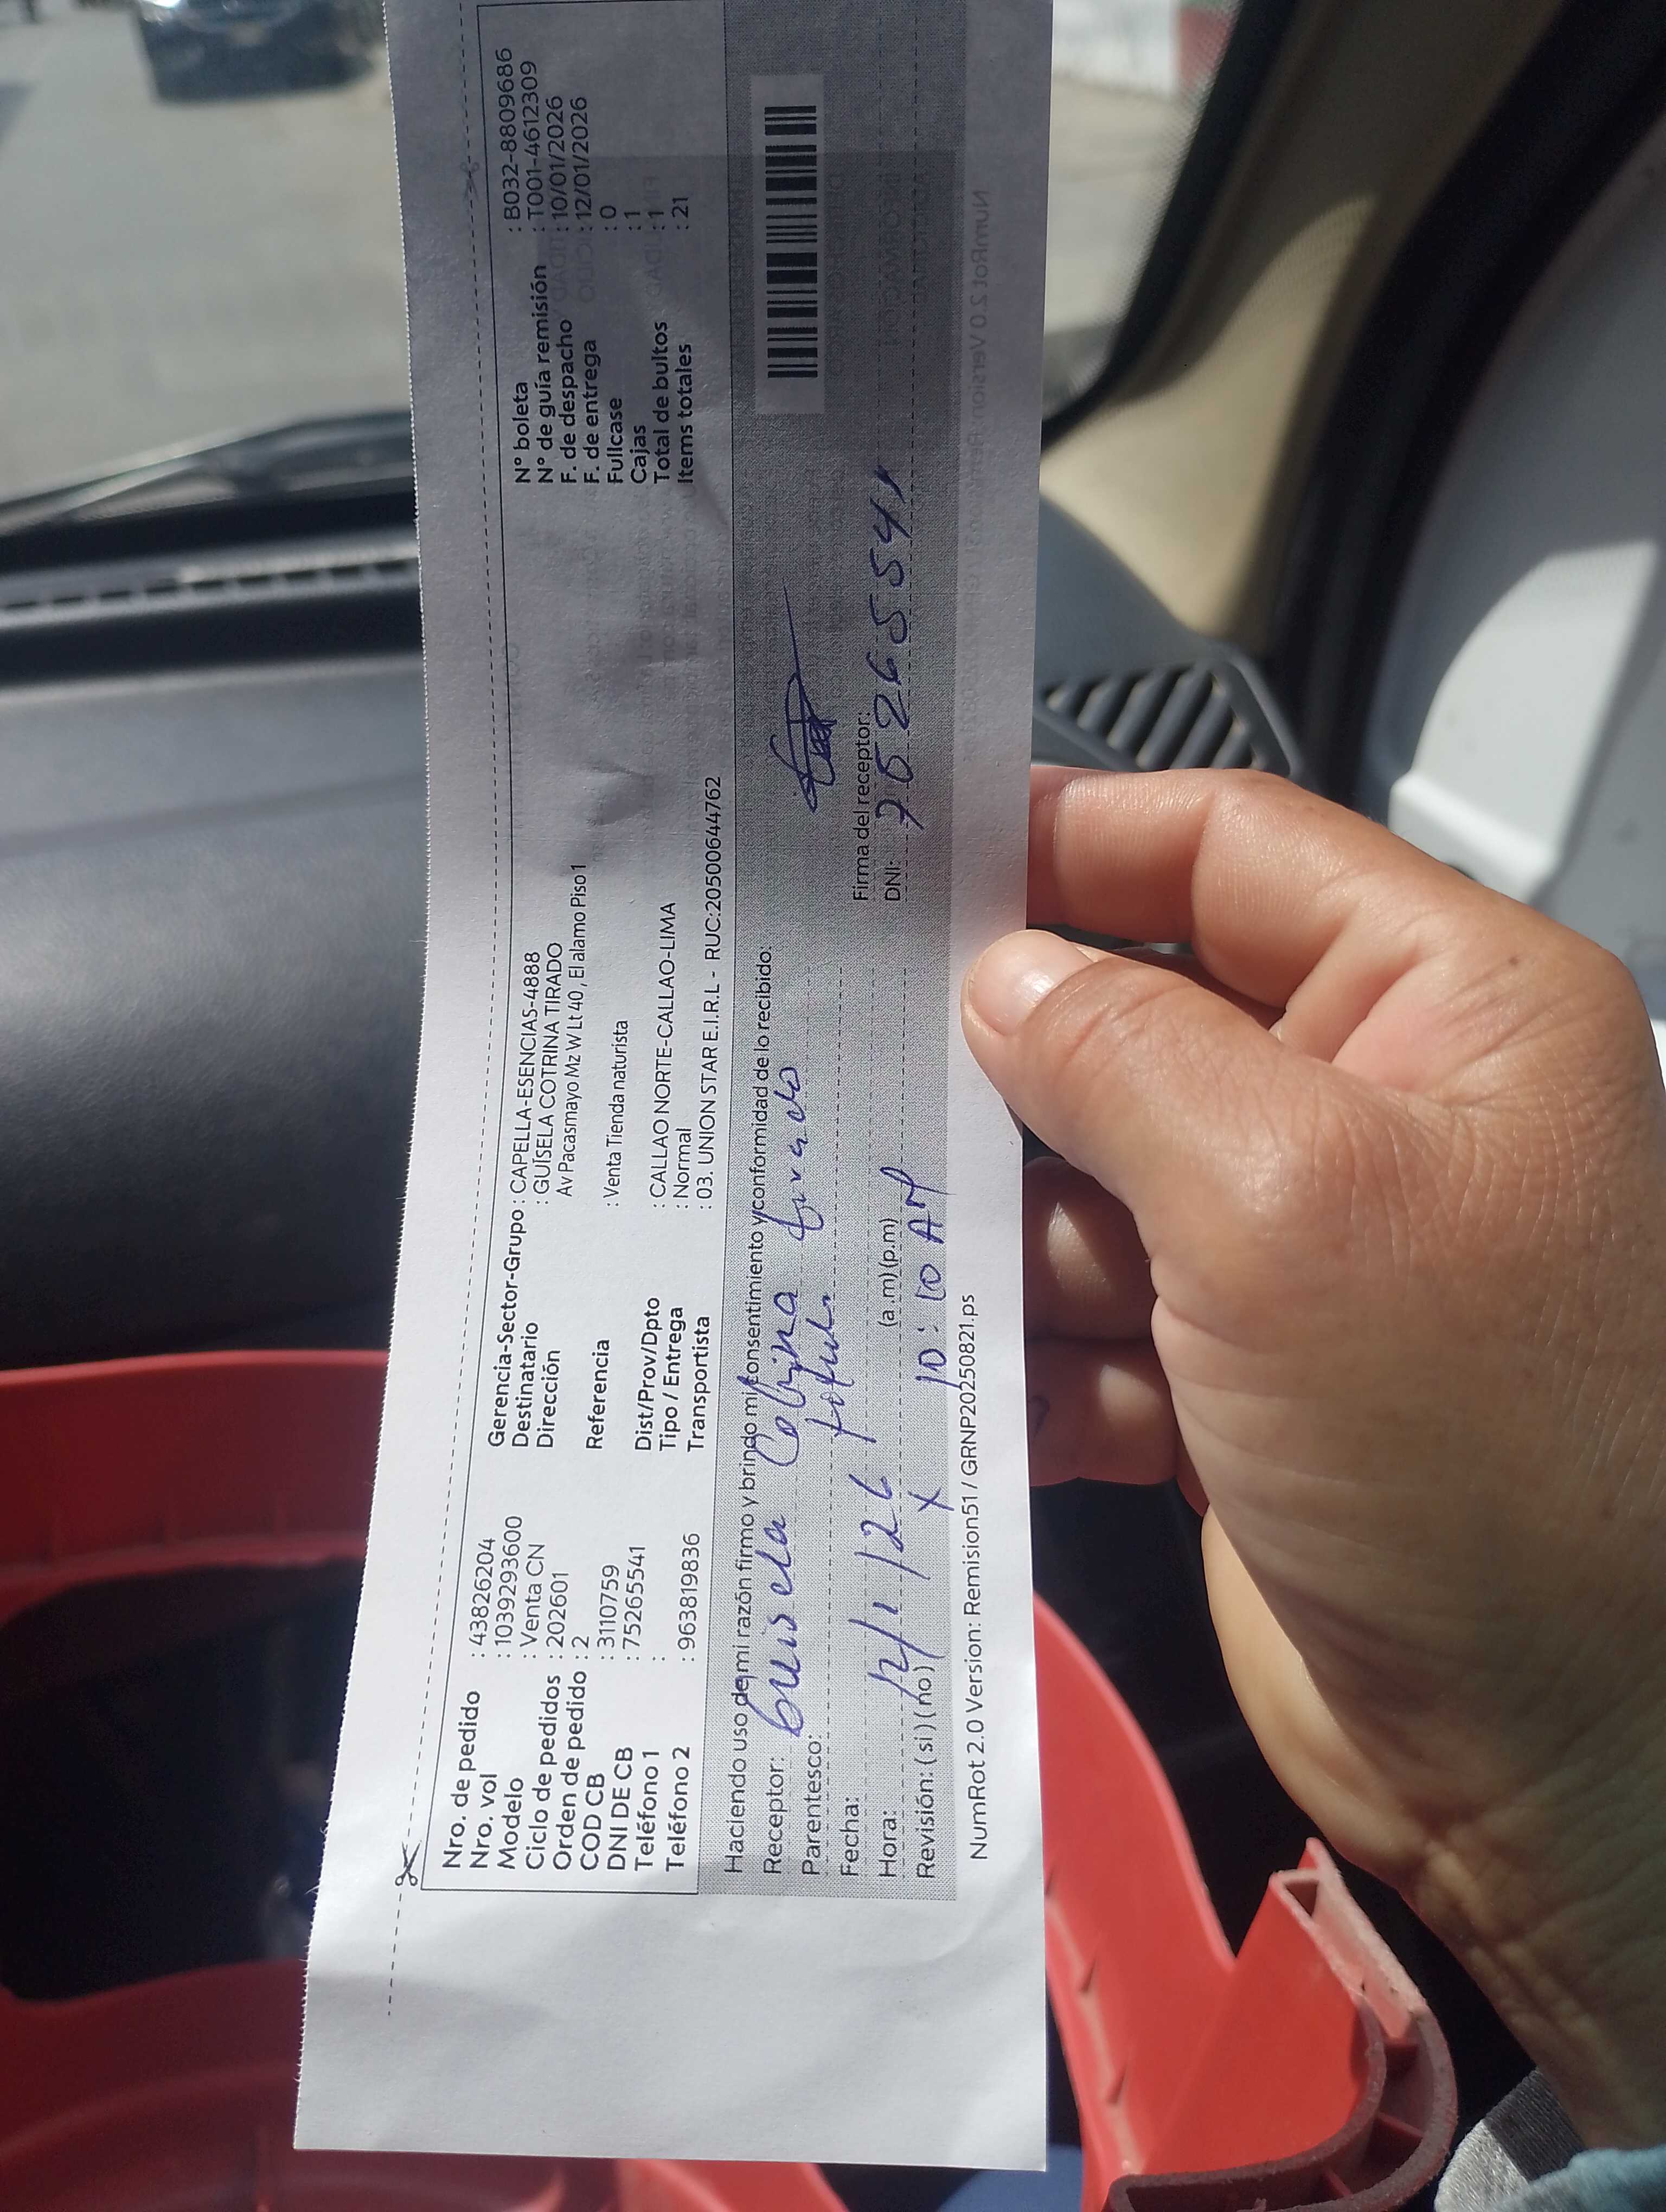 Nro. de pedido : 43826204
Nro. vol : 1039293600
Modelo : Venta CN
Ciclo de pedidos : 202601
Orden de pedido : 2
COD CB : 3110759
DNI DE CB : 75265541
Teléfono 1 :
Teléfono 2 : 963819836
Gerencia-Sector-Grupo : CAPELLA-ESENCIAS-4888
Destinatario : GUISELA COTRINA TIRADO
Dirección Av Pacasmayo Mz W Lt 40 , El alamo Piso 1
Referencia : Venta Tienda naturista
Dist/Prov/Dpto : CALLAO NORTE-CALLAO-LIMA
Tipo / Entrega : Normal
Transportista : 03. UNION STAR E.I.R.L - RUC:20500644762
N° boleta : B032-8809686
N° de guía remisión : T001-4612309
F. de despacho : 10/01/2026
F. de entrega : 12/01/2026
Fullcase : 0
Cajas : 1
Total de bultos : 1
Items totales : 21
Haciendo uso de mi razón firmo y brindo mi consentimiento y conformidad de lo recibido:
Receptor: Guisela Cotrina tirado
Parentesco:
Fecha: 12/1/26
Hora: (a.m) (p.m) 10:10 AM
Revisión: ( si ) ( no ) X
Firma del receptor:
DNI: 75265541
NumRot 2.0 Version: Remision51 / GRNP20250821.ps